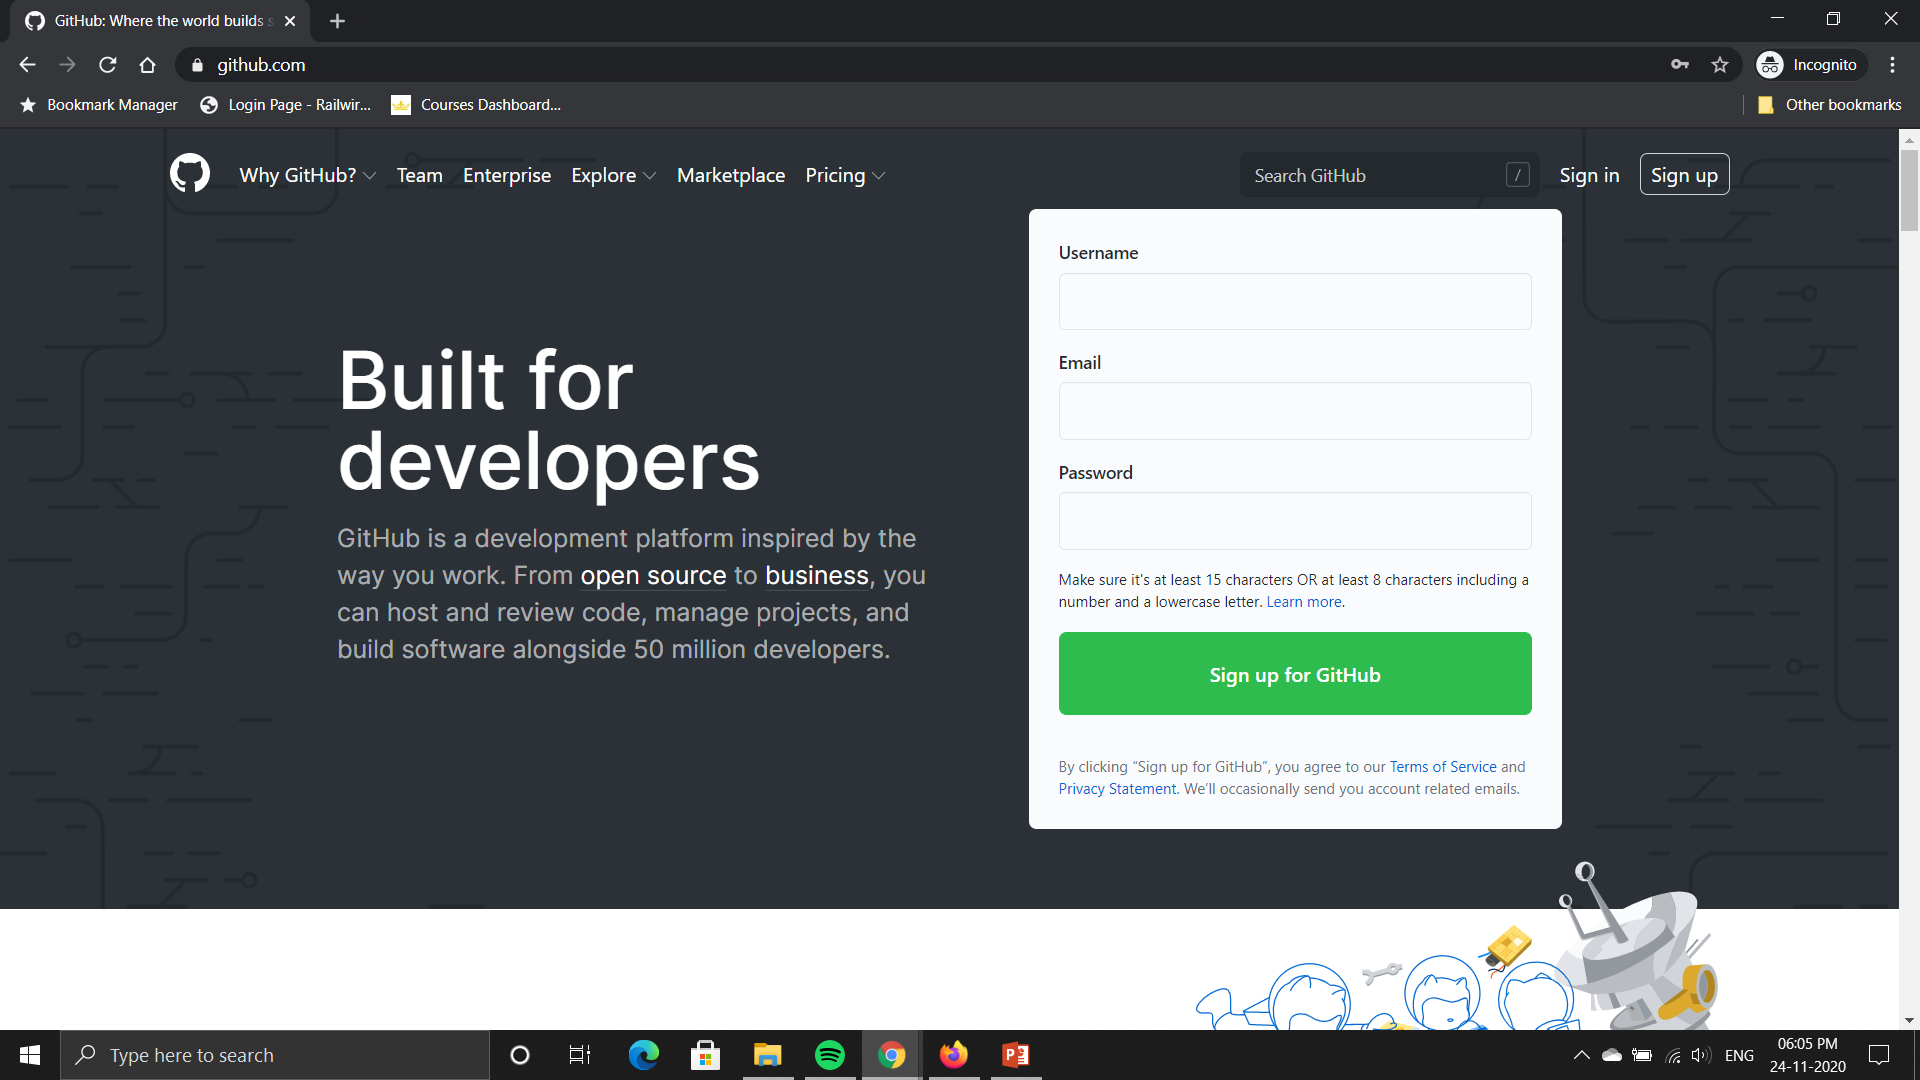 GitHub: Where the world builds s
github.com
Incognito
Bookmark Manager
Login Page - Railwir...
Courses Dashboard...
Other bookmarks
Why GitHub?
Team
Enterprise
Explore
Marketplace
Pricing
Search GitHub
/
Sign in
Sign up
Built for
developers
GitHub is a development platform inspired by the
way you work. From open source to business, you
can host and review code, manage projects, and
build software alongside 50 million developers.
Username
Email
Password
Make sure it's at least 15 characters OR at least 8 characters including a
number and a lowercase letter. Learn more.
Sign up for GitHub
By clicking “Sign up for GitHub”, you agree to our Terms of Service and
Privacy Statement. We’ll occasionally send you account related emails.
Type here to search
ENG
06:05 PM
24-11-2020